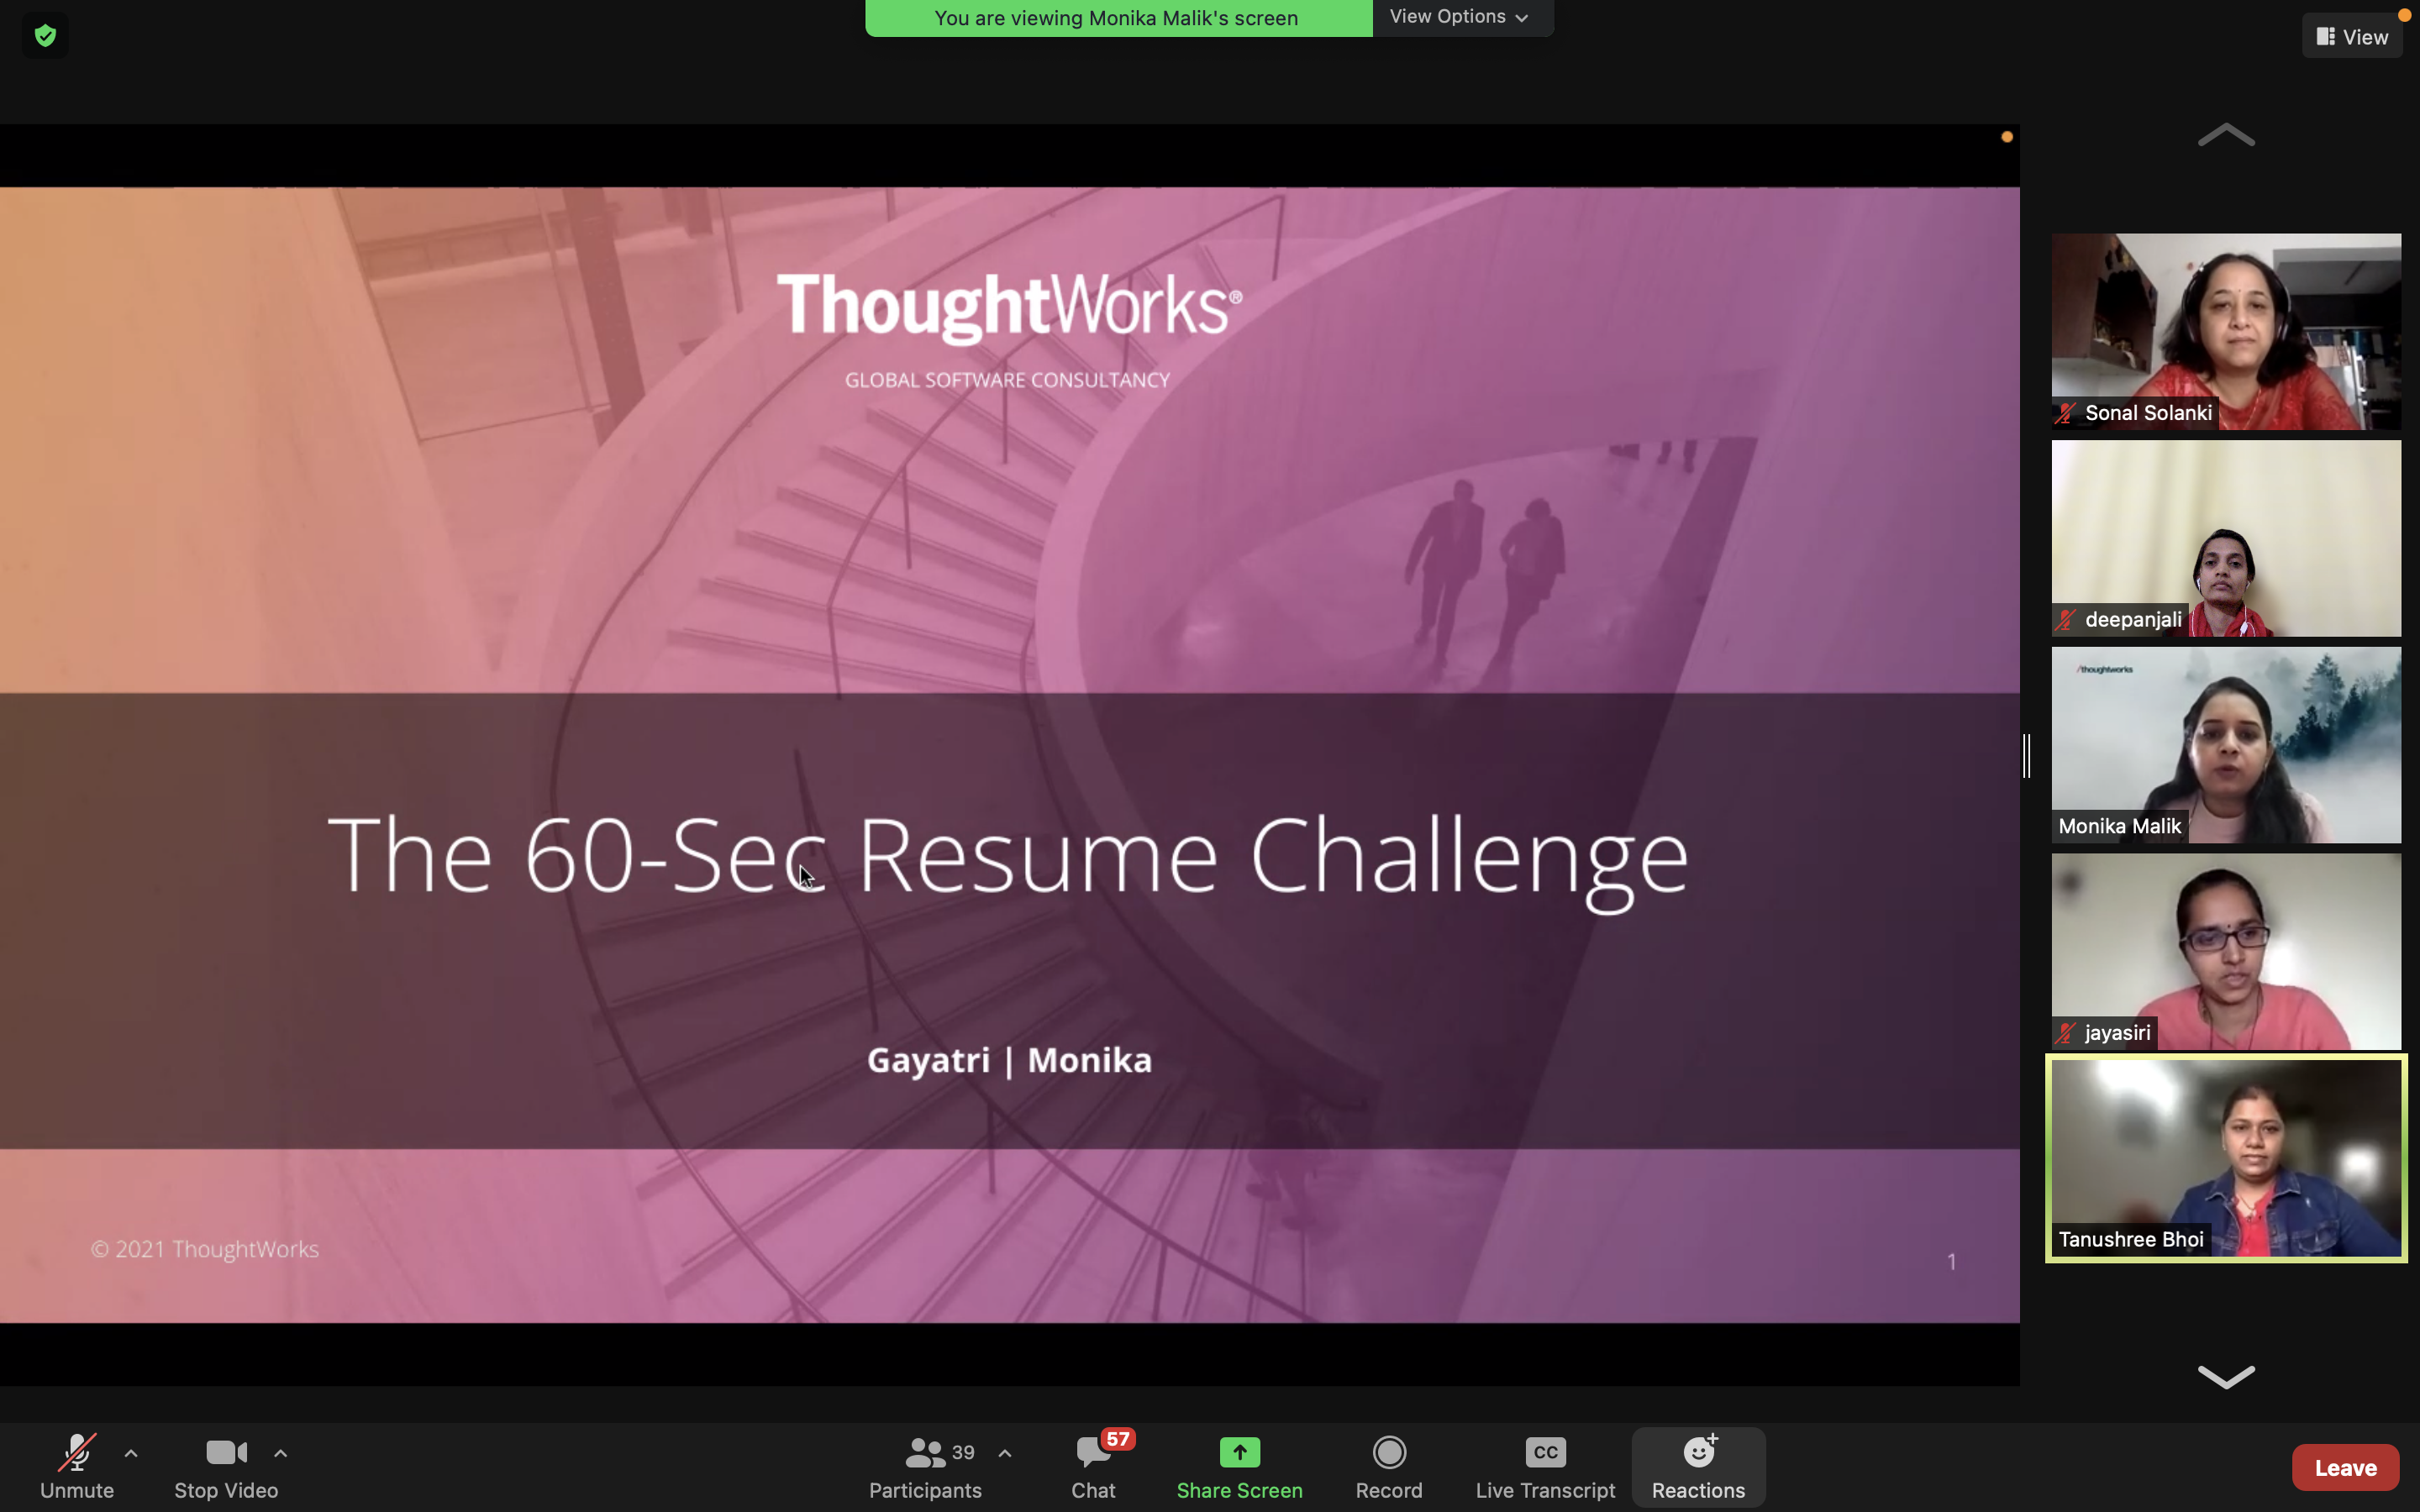 You are viewing Monika Malik's screen
View Options
View
ThoughtWorks®
GLOBAL SOFTWARE CONSULTANCY
The 60-Sec Resume Challenge
Gayatri | Monika
© 2021 ThoughtWorks
1
Sonal Solanki
deepanjali
/thoughtworks
Monika Malik
jayasiri
Tanushree Bhoi
Unmute
Stop Video
39
Participants
57
Chat
Share Screen
Record
CC
Live Transcript
Reactions
Leave